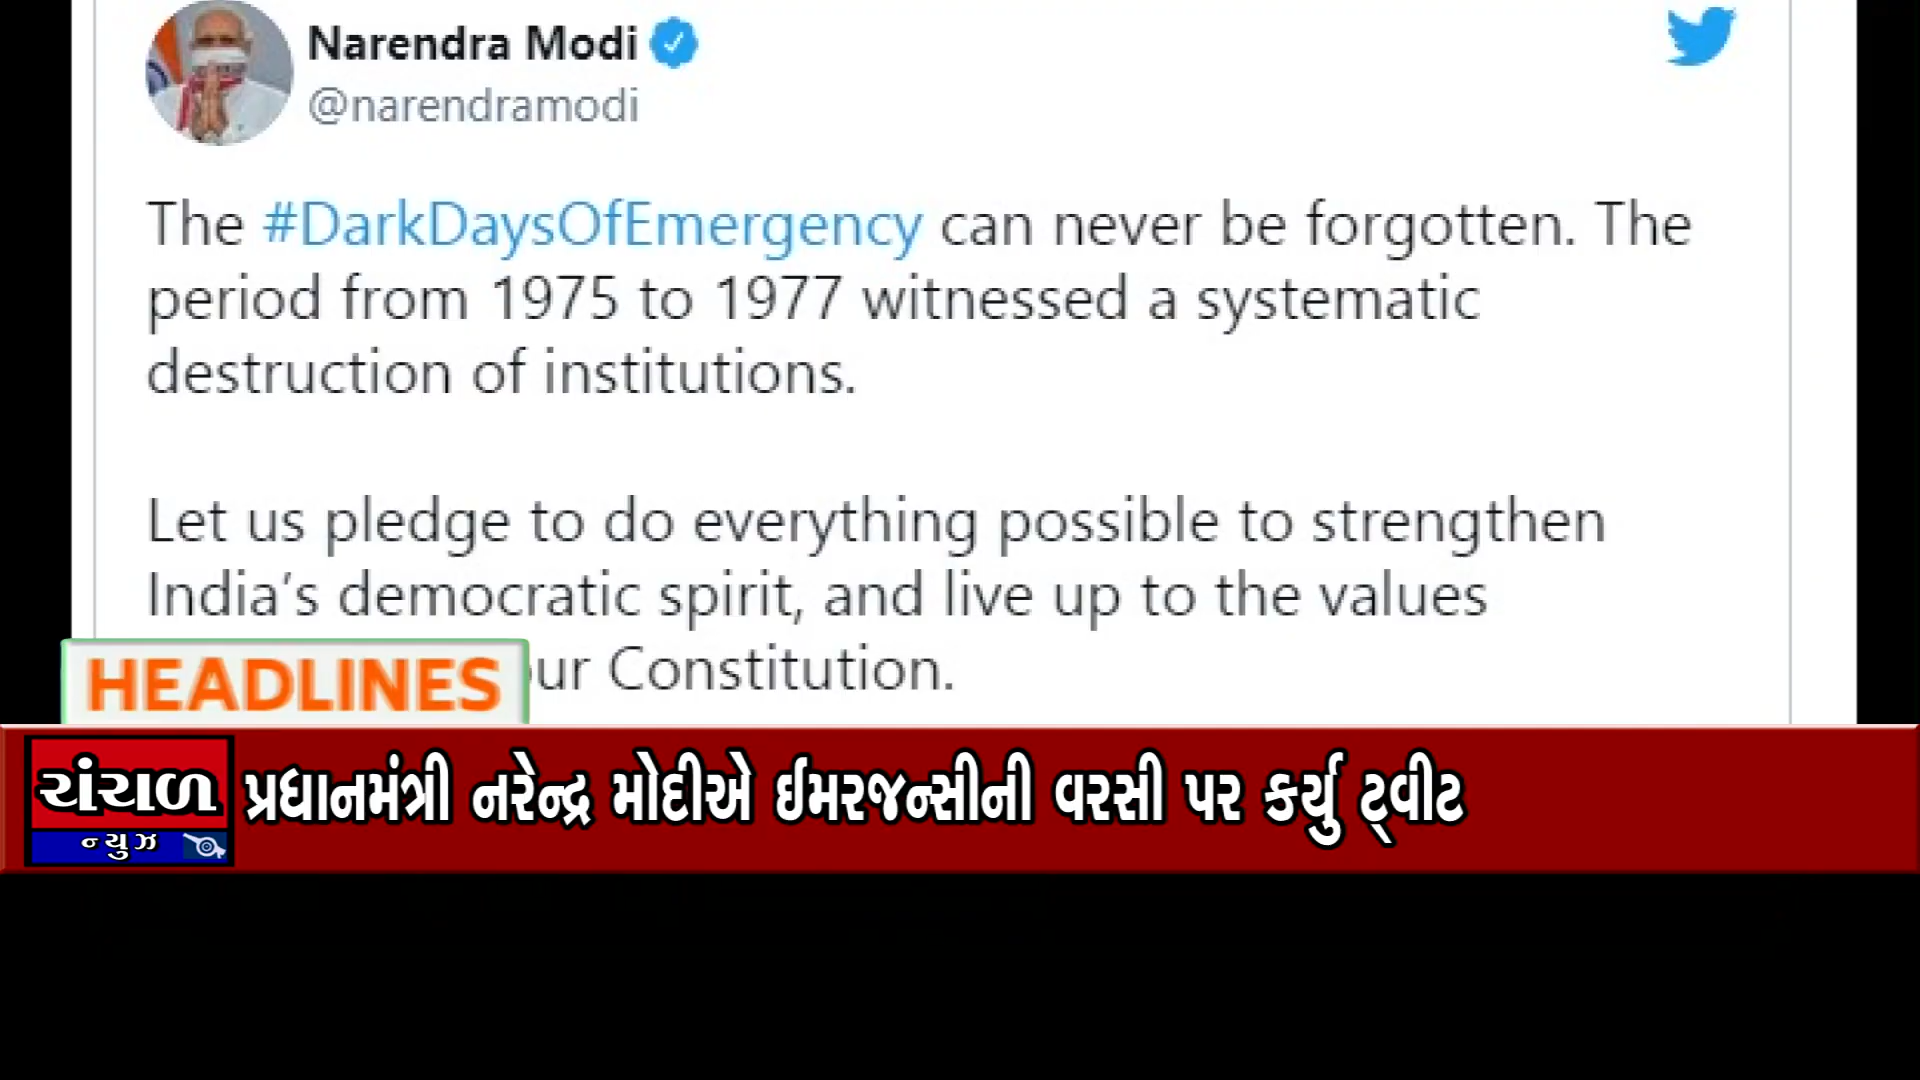 Narendra Modi
@narendramodi
The #DarkDaysOfEmergency can never be forgotten. The
period from 1975 to 1977 witnessed a systematic
destruction of institutions.
Let us pledge to do everything possible to strengthen
India’s democratic spirit, and live up to the values
our Constitution.
HEADLINES
ચંચળ
ન્યુઝ
પ્રધાનમંત્રી નરેન્દ્ર મોદીએ ઈમરજન્સીની વરસી પર કર્યુ ટ્વીટ